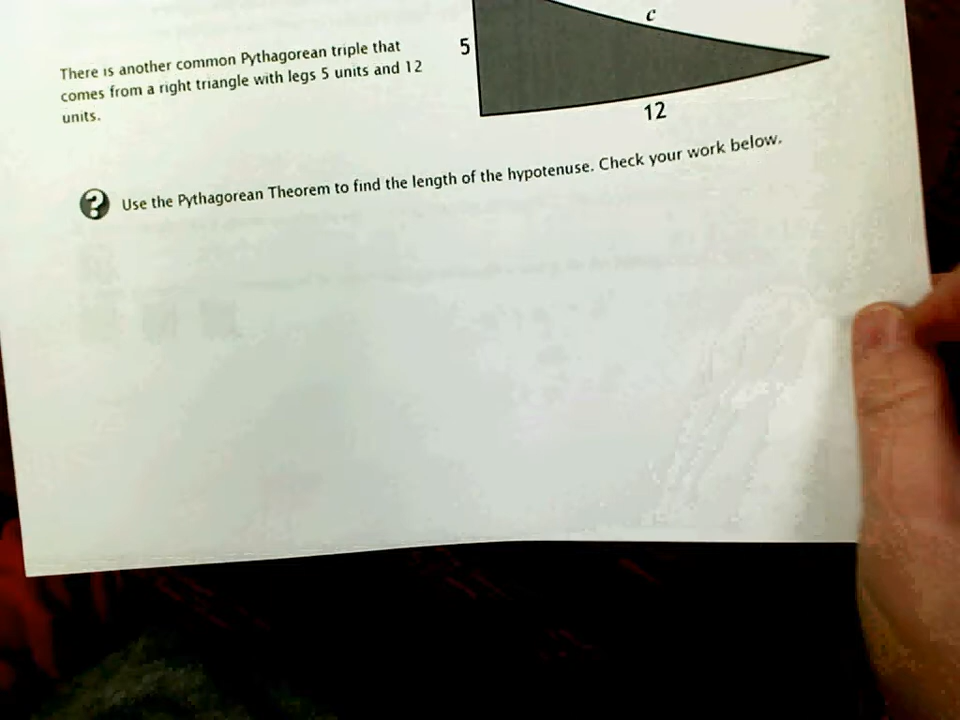 There is another common Pythagorean triple that
comes from a right triangle with legs 5 units and 12
units.
5
c
12
? Use the Pythagorean Theorem to find the length of the hypotenuse. Check your work below.